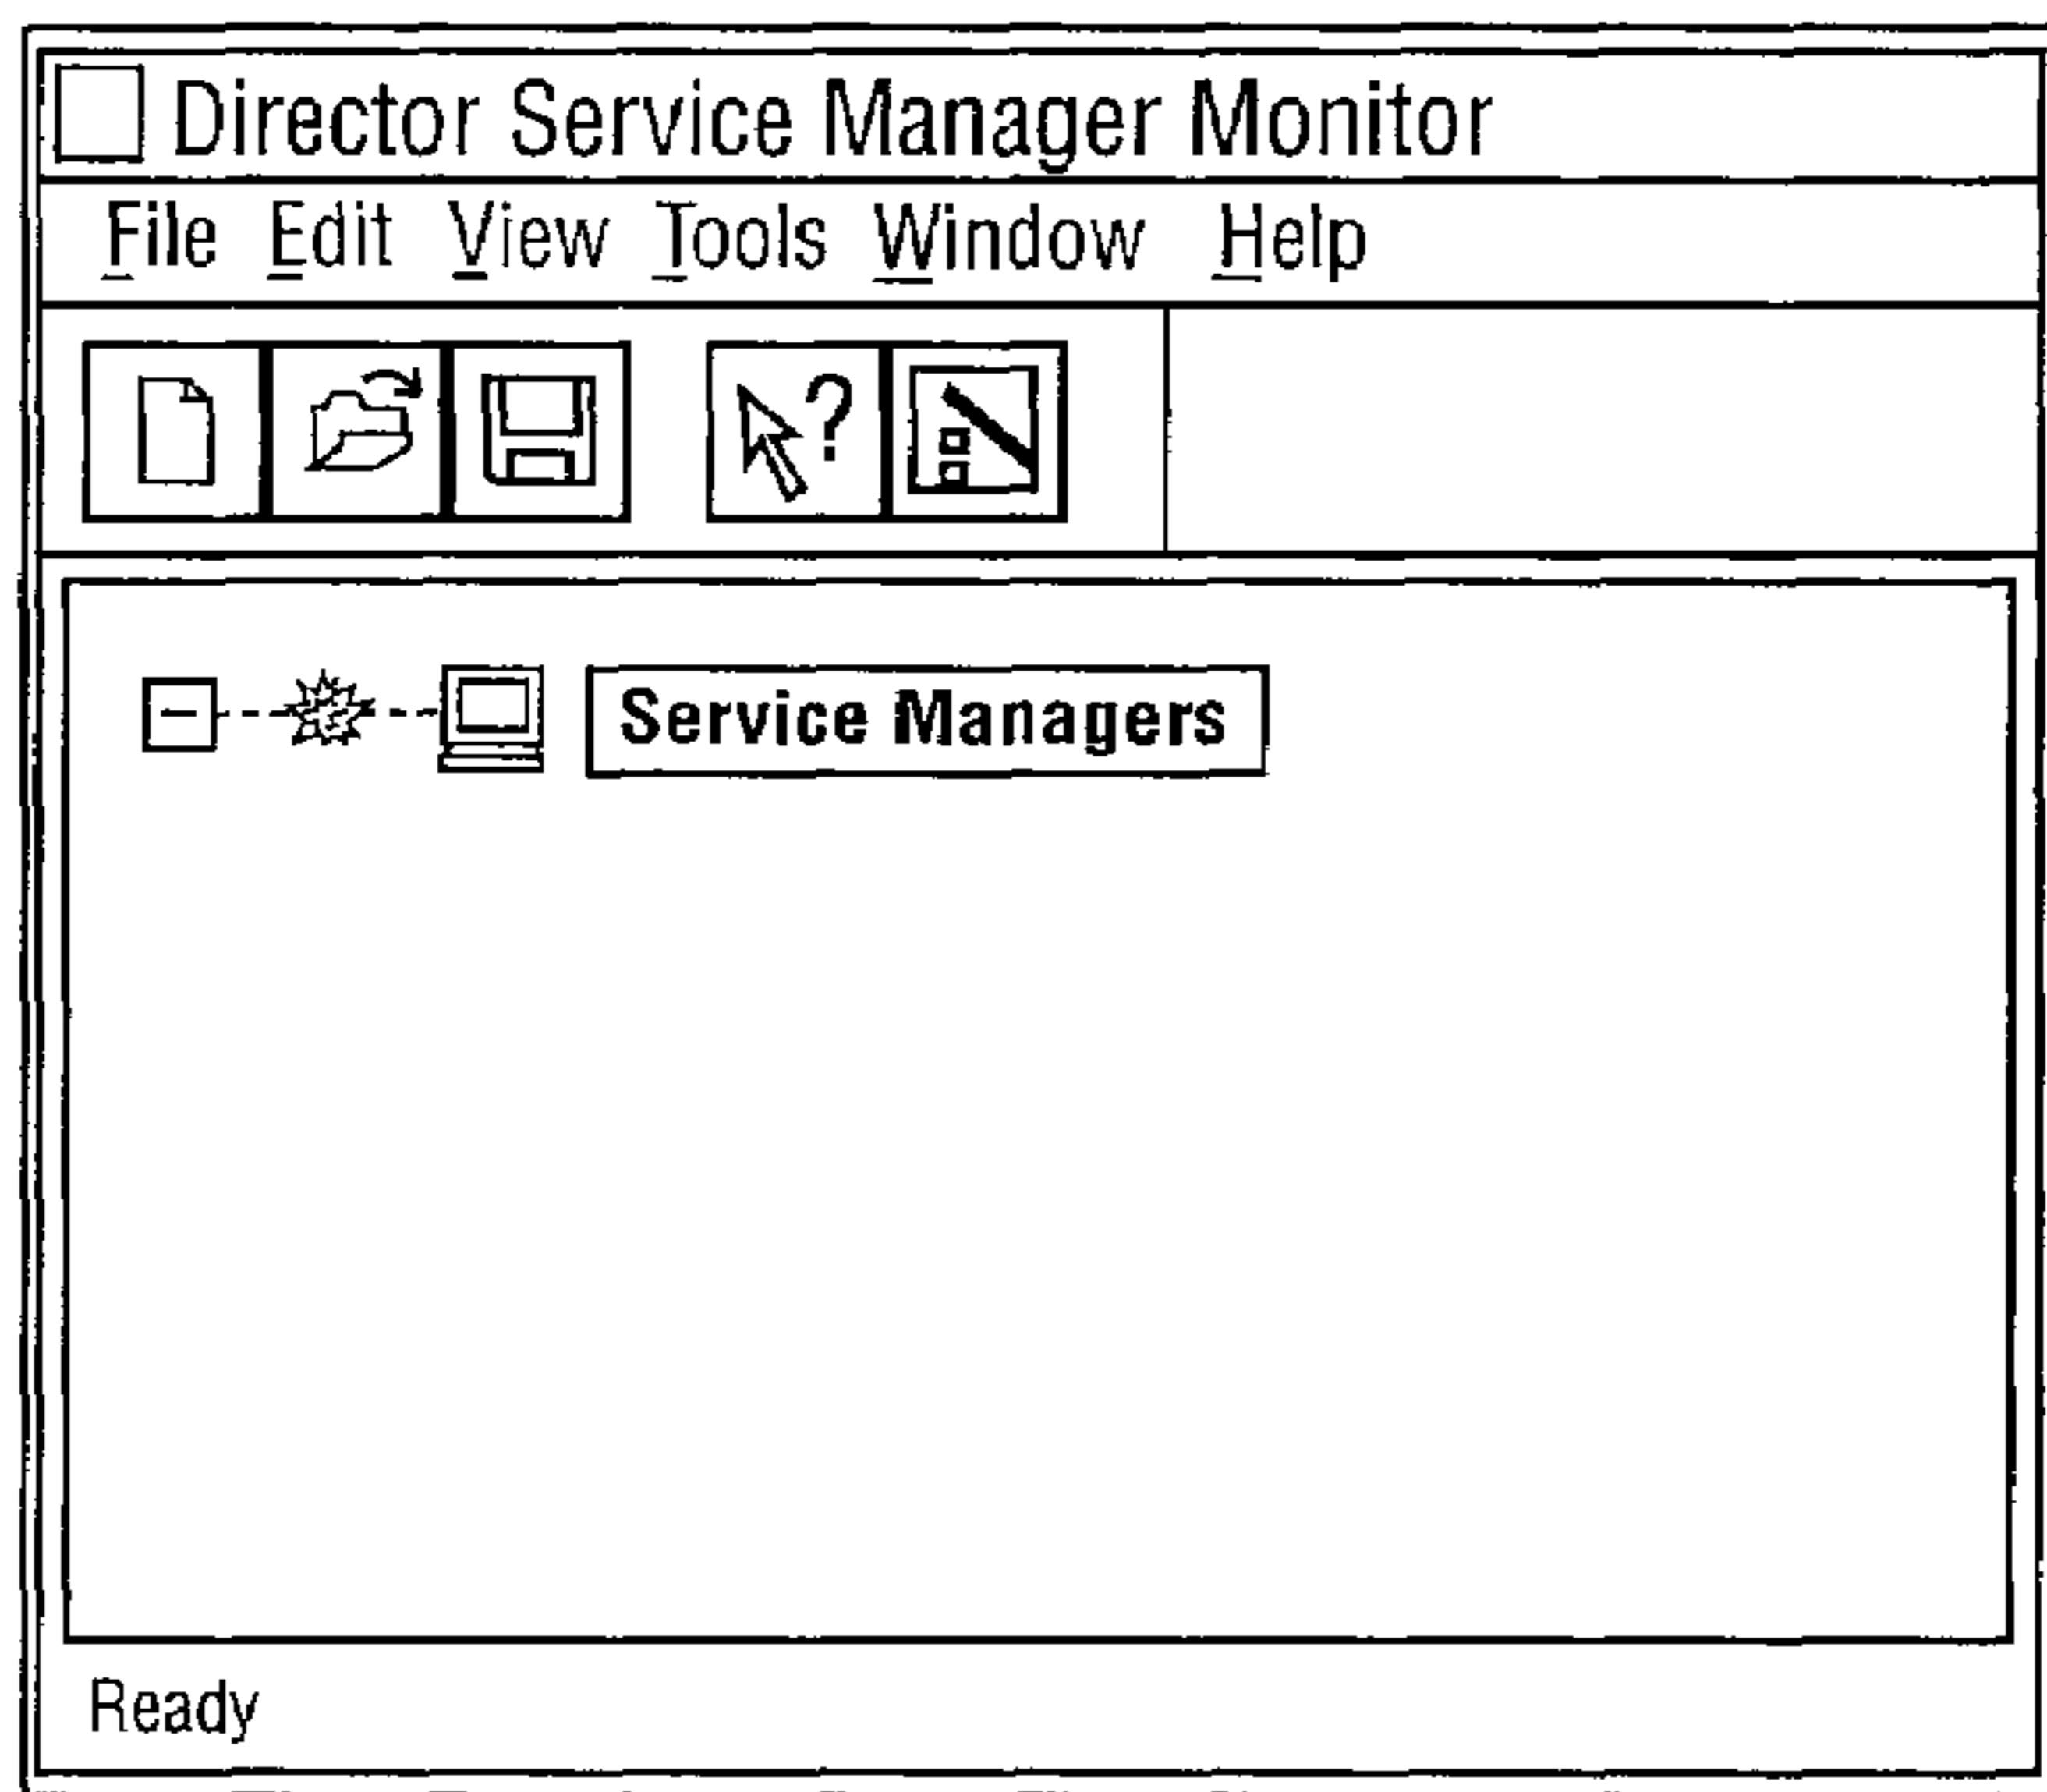 Director Service Manager Monitor
File Edit View Tools Window Help
?
Service Managers
Ready